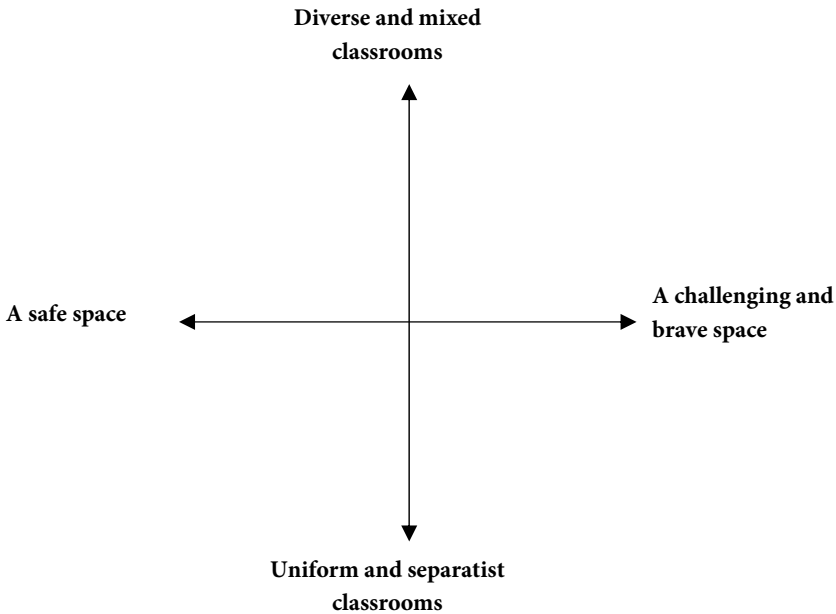 Diverse and mixed
classrooms
A safe space
A challenging and
brave space
Uniform and separatist
classrooms